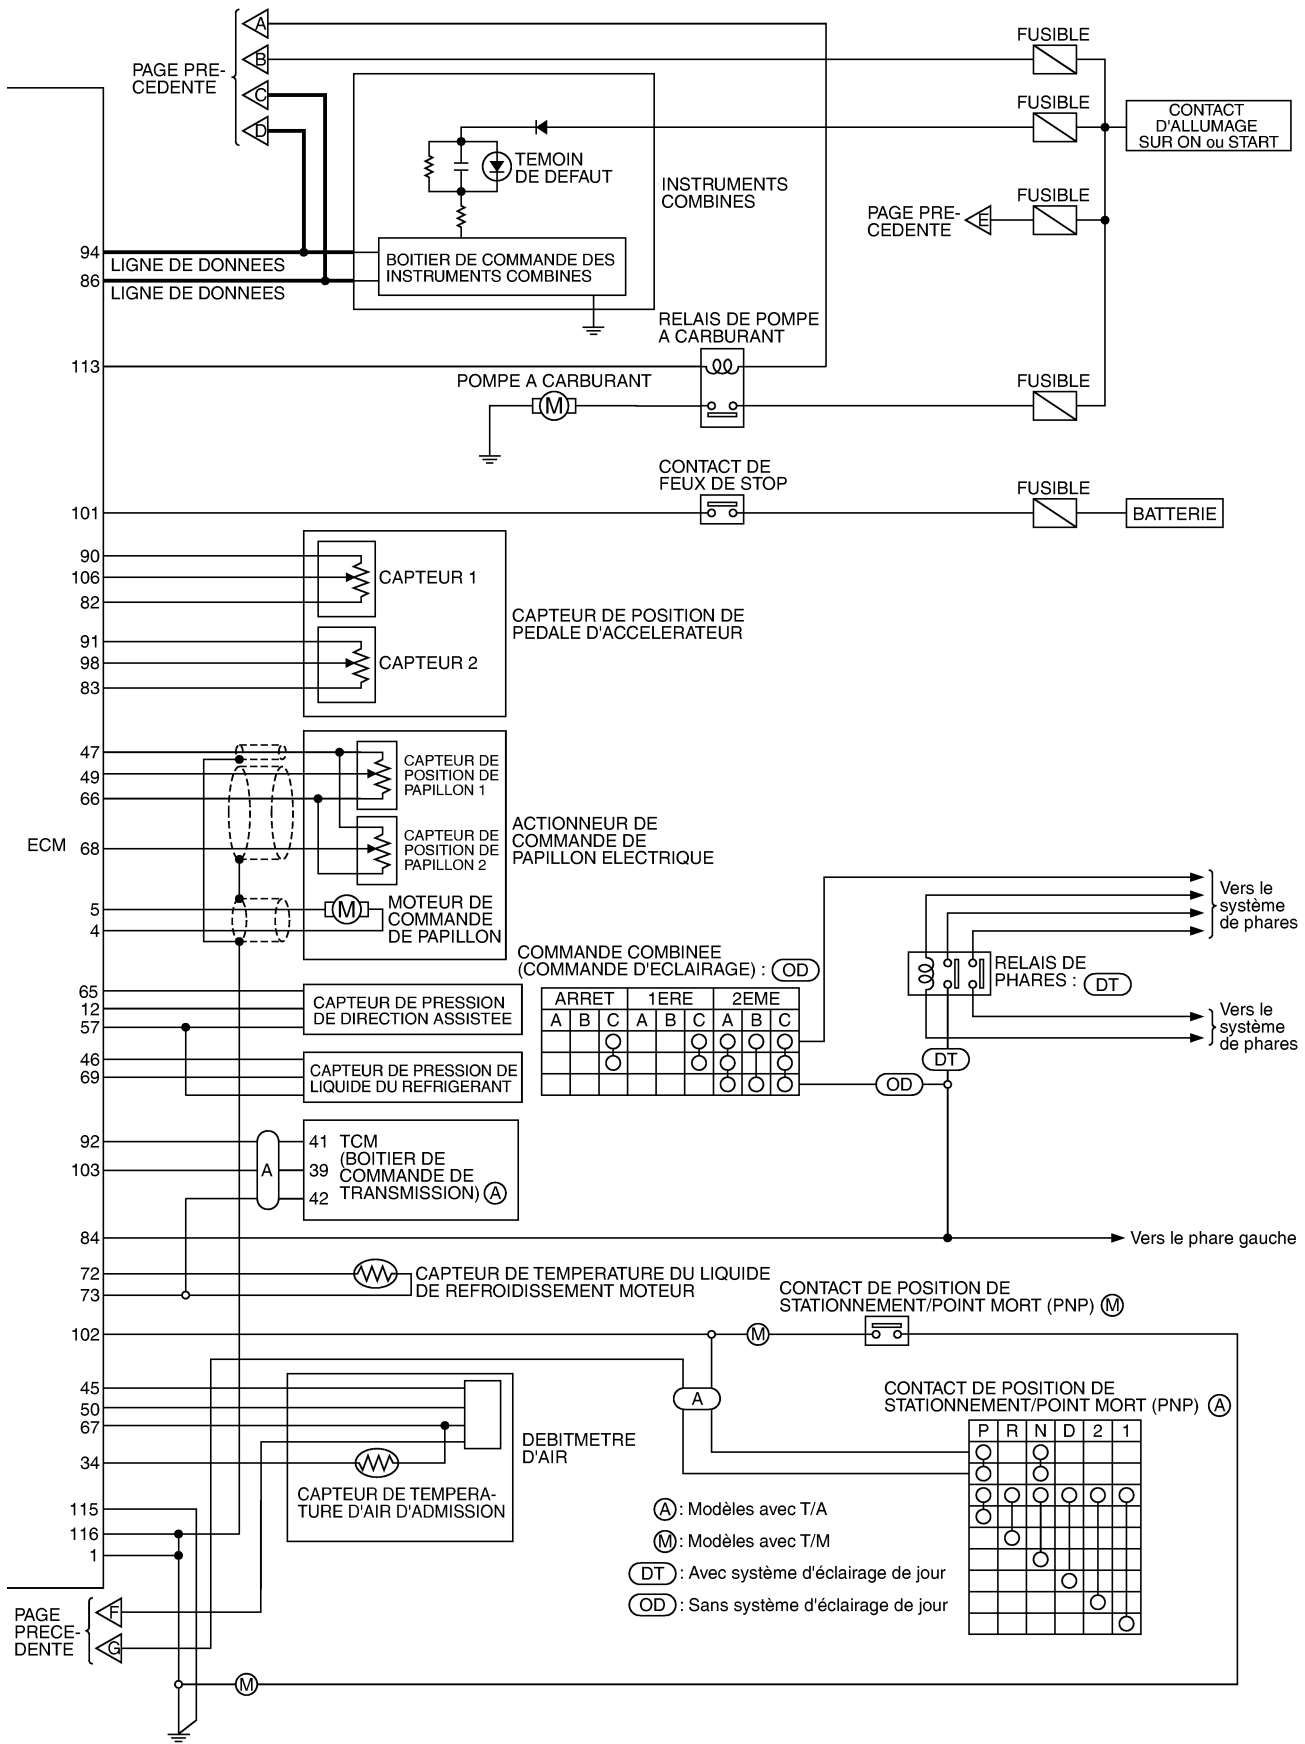 A
B
C
D
PAGE PRE-
CEDENTE
FUSIBLE
FUSIBLE
CONTACT
D'ALLUMAGE
SUR ON ou START
TEMOIN
DE DEFAUT
INSTRUMENTS
COMBINES
PAGE PRE-
CEDENTE
E
FUSIBLE
94
LIGNE DE DONNEES
86
LIGNE DE DONNEES
BOITIER DE COMMANDE DES
INSTRUMENTS COMBINES
RELAIS DE POMPE
A CARBURANT
113
POMPE A CARBURANT
M
FUSIBLE
CONTACT DE
FEUX DE STOP
FUSIBLE
101
BATTERIE
90
106
82
CAPTEUR 1
91
98
83
CAPTEUR 2
CAPTEUR DE POSITION DE
PEDALE D'ACCELERATEUR
47
49
66
CAPTEUR DE
POSITION DE
PAPILLON 1
ECM
68
CAPTEUR DE
POSITION DE
PAPILLON 2
ACTIONNEUR DE
COMMANDE DE
PAPILLON ELECTRIQUE
5
4
M
MOTEUR DE
COMMANDE
DE PAPILLON
Vers le
système
de phares
COMMANDE COMBINEE
(COMMANDE D'ECLAIRAGE) : OD
RELAIS DE
PHARES : DT
Vers le
système
de phares
ARRET 1ERE 2EME
A B C A B C A B C
DT
OD
65
12
57
CAPTEUR DE PRESSION
DE DIRECTION ASSISTEE
46
69
CAPTEUR DE PRESSION DE
LIQUIDE DU REFRIGERANT
92
103
A
41
39
42
TCM
(BOITIER DE
COMMANDE DE
TRANSMISSION) A
84
Vers le phare gauche
72
73
CAPTEUR DE TEMPERATURE DU LIQUIDE
DE REFROIDISSEMENT MOTEUR
CONTACT DE POSITION DE
STATIONNEMENT/POINT MORT (PNP) M
102
M
45
50
67
34
A
DEBITMETRE
D'AIR
CAPTEUR DE TEMPERA-
TURE D'AIR D'ADMISSION
CONTACT DE POSITION DE
STATIONNEMENT/POINT MORT (PNP) A
P R N D 2 1
115
116
1
A : Modèles avec T/A
M : Modèles avec T/M
DT : Avec système d'éclairage de jour
OD : Sans système d'éclairage de jour
PAGE
PRECE-
DENTE
F
G
M